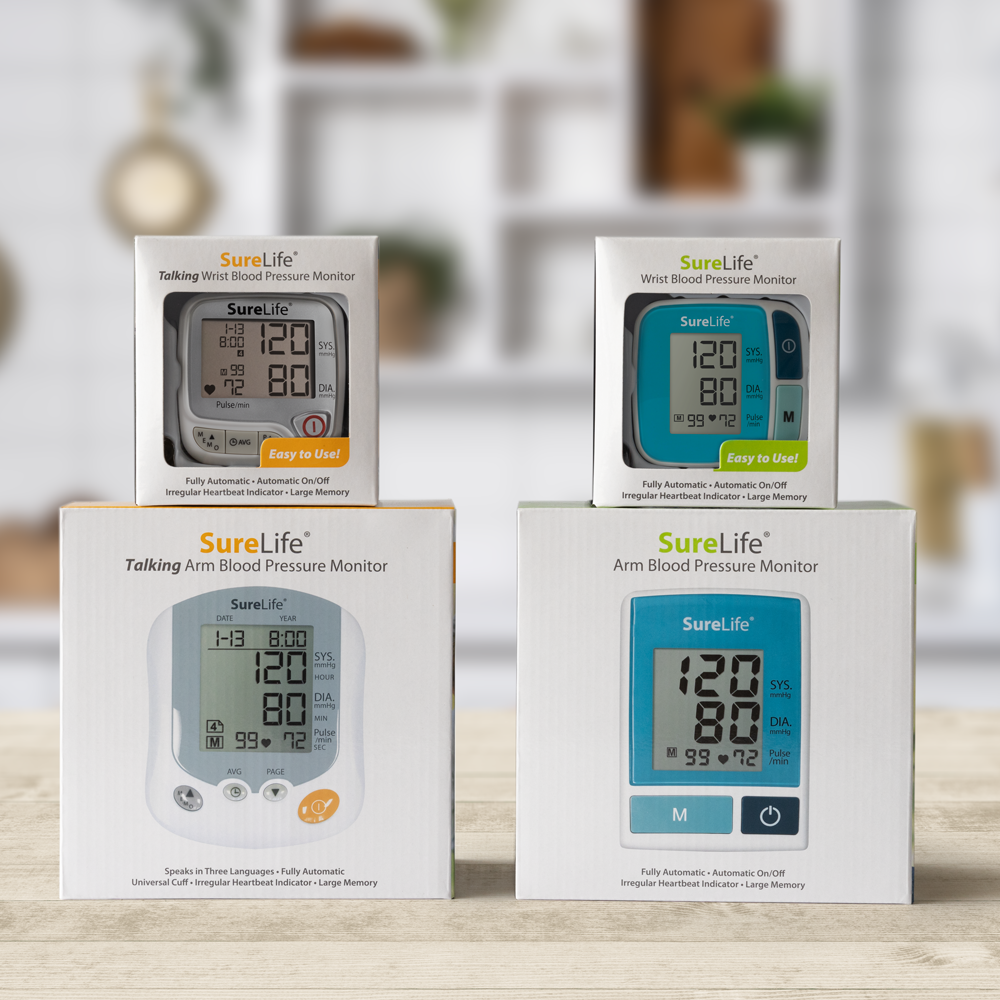 SureLife®
Talking Wrist Blood Pressure Monitor
SureLife®
1-13
8:00
120
SYS.
mmHg
4
M 99
72
80
DIA.
mmHg
Pulse/min
MEMO
AVG
Easy to Use!
Fully Automatic • Automatic On/Off
Irregular Heartbeat Indicator • Large Memory
SureLife®
Wrist Blood Pressure Monitor
SureLife®
120
SYS.
mmHg
80
DIA.
mmHg
M 99 72
Pulse
/min
M
Easy to Use!
Fully Automatic • Automatic On/Off
Irregular Heartbeat Indicator • Large Memory
SureLife®
Talking Arm Blood Pressure Monitor
SureLife®
DATE YEAR
1-13 8:00
120
SYS.
mmHg
HOUR
80
DIA.
mmHg
MIN
4
M 99 72
Pulse
/min
SEC
AVG PAGE
MEMO
Speaks in Three Languages • Fully Automatic
Universal Cuff • Irregular Heartbeat Indicator • Large Memory
SureLife®
Arm Blood Pressure Monitor
SureLife®
120
SYS.
mmHg
80
DIA.
mmHg
M 99 72
Pulse
/min
M
Fully Automatic • Automatic On/Off
Irregular Heartbeat Indicator • Large Memory